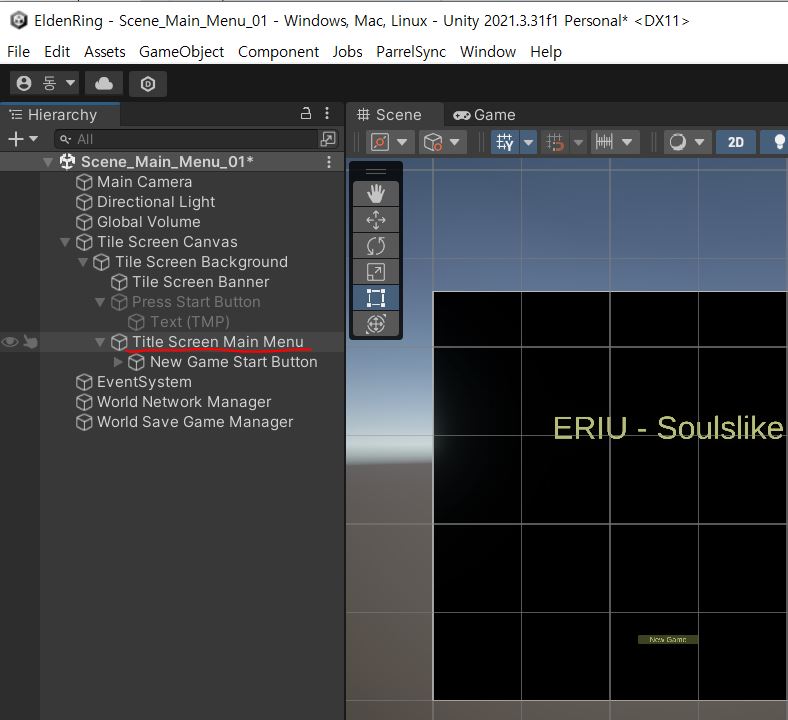 EldenRing - Scene_Main_Menu_01 - Windows, Mac, Linux - Unity 2021.3.31f1 Personal* <DX11>
File Edit Assets GameObject Component Jobs ParrelSync Window Help
동
Hierarchy
Scene
Game
All
2D
Scene_Main_Menu_01*
Main Camera
Directional Light
Global Volume
Tile Screen Canvas
Tile Screen Background
Tile Screen Banner
Press Start Button
Text (TMP)
Title Screen Main Menu
New Game Start Button
EventSystem
World Network Manager
World Save Game Manager
ERIU - Soulslike
New Game